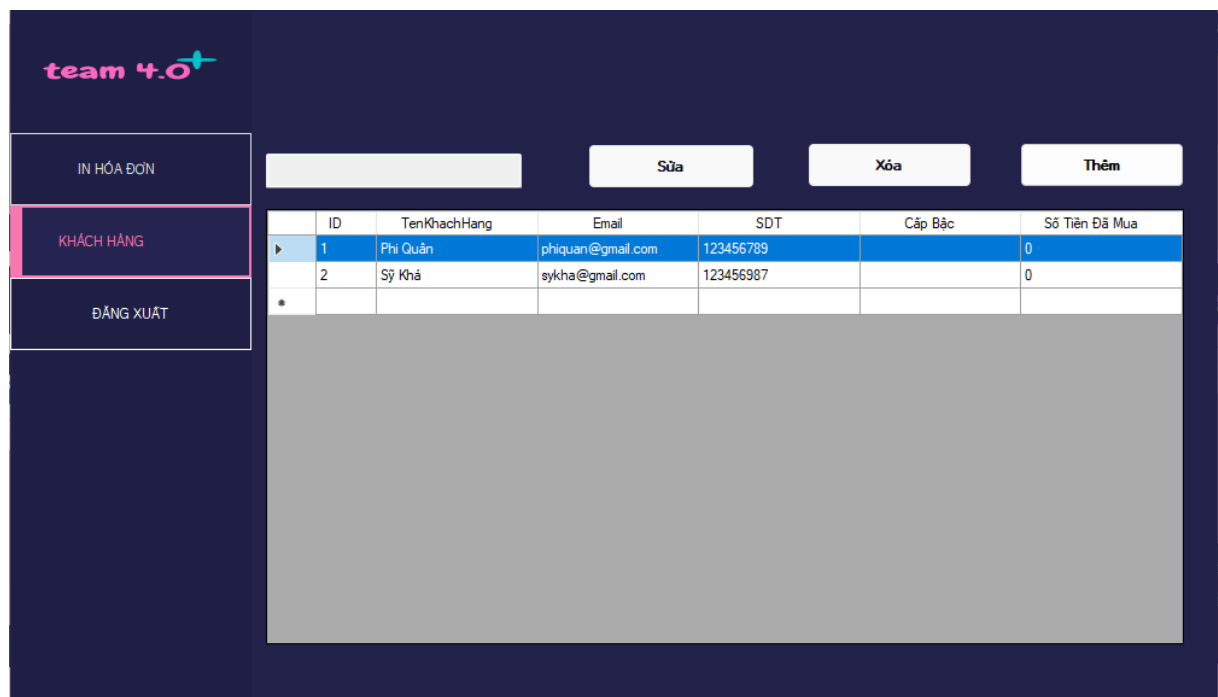 team 4.0+
IN HÓA ĐƠN
KHÁCH HÀNG
ĐĂNG XUẤT
Sửa Xóa Thêm
ID TenKhachHang Email SDT Cấp Bậc Số Tiền Đã Mua
1 Phi Quân phiquan@gmail.com 123456789 0
2 Sỹ Khá sykha@gmail.com 123456987 0